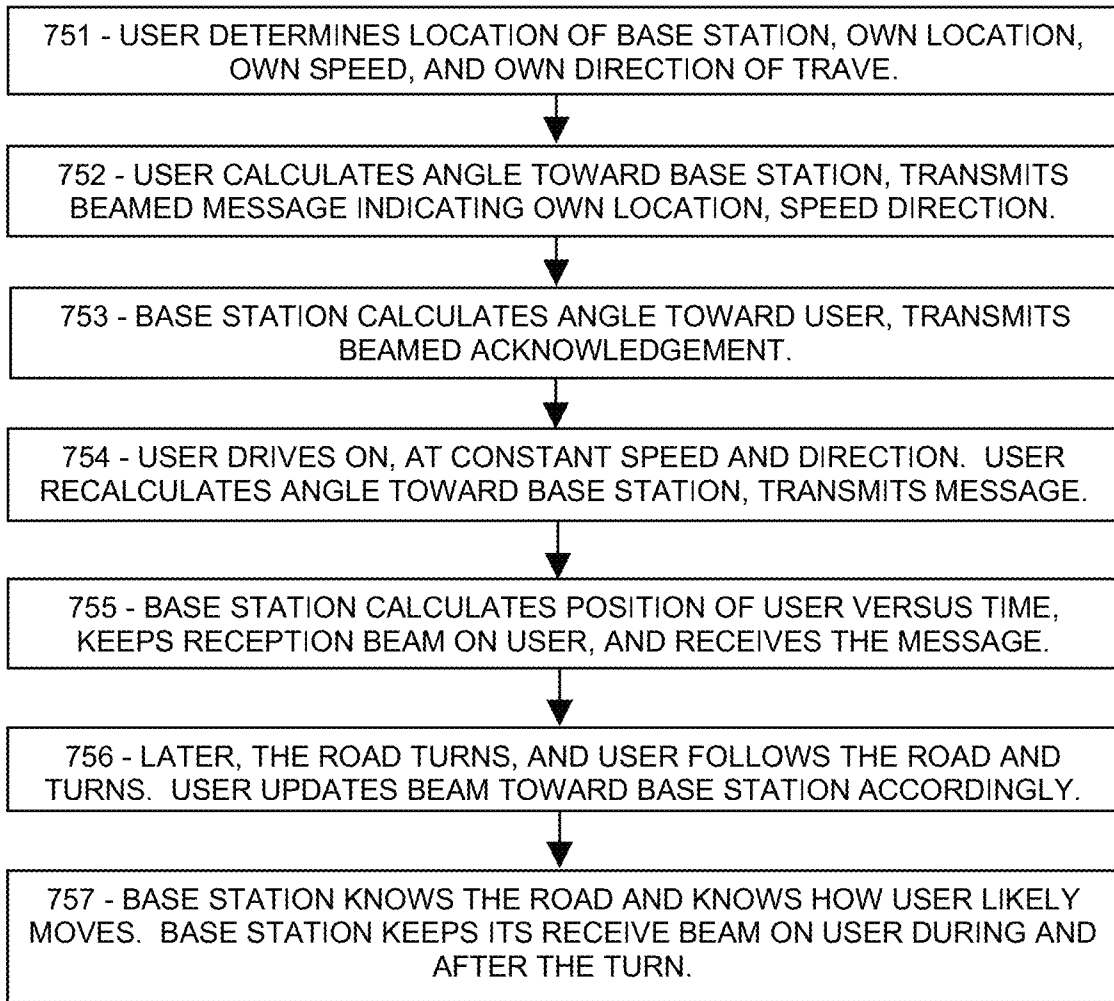 751 - USER DETERMINES LOCATION OF BASE STATION, OWN LOCATION,
OWN SPEED, AND OWN DIRECTION OF TRAVE.
752 - USER CALCULATES ANGLE TOWARD BASE STATION, TRANSMITS
BEAMED MESSAGE INDICATING OWN LOCATION, SPEED DIRECTION.
753 - BASE STATION CALCULATES ANGLE TOWARD USER, TRANSMITS
BEAMED ACKNOWLEDGEMENT.
754 - USER DRIVES ON, AT CONSTANT SPEED AND DIRECTION.  USER
RECALCULATES ANGLE TOWARD BASE STATION, TRANSMITS MESSAGE.
755 - BASE STATION CALCULATES POSITION OF USER VERSUS TIME,
KEEPS RECEPTION BEAM ON USER, AND RECEIVES THE MESSAGE.
756 - LATER, THE ROAD TURNS, AND USER FOLLOWS THE ROAD AND
TURNS.  USER UPDATES BEAM TOWARD BASE STATION ACCORDINGLY.
757 - BASE STATION KNOWS THE ROAD AND KNOWS HOW USER LIKELY
MOVES.  BASE STATION KEEPS ITS RECEIVE BEAM ON USER DURING AND
AFTER THE TURN.